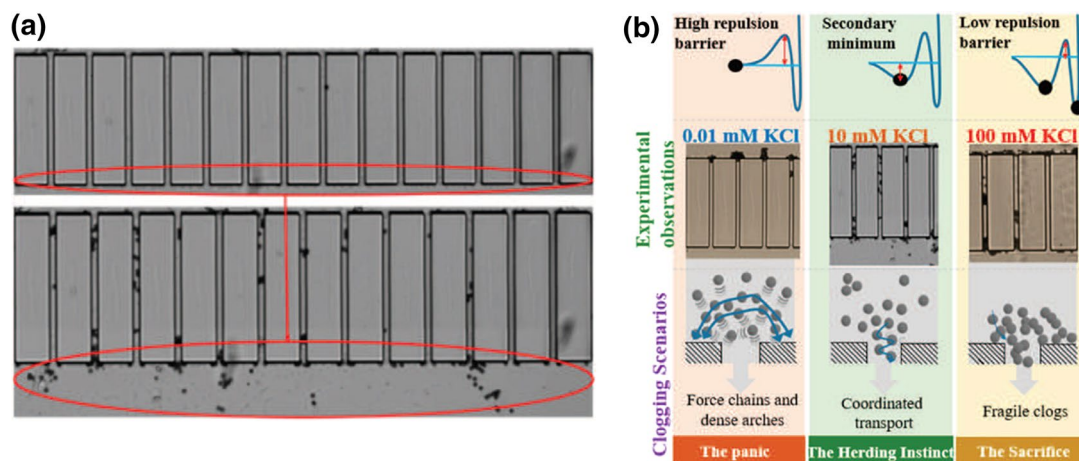 (a)
(b)
High repulsion
barrier
Secondary
minimum
Low repulsion
barrier
Experimental
observations
0.01 mM KCl
10 mM KCl
100 mM KCl
Clogging Scenarios
Force chains and
dense arches
Coordinated
transport
Fragile clogs
The panic
The Herding Instinct
The Sacrifice